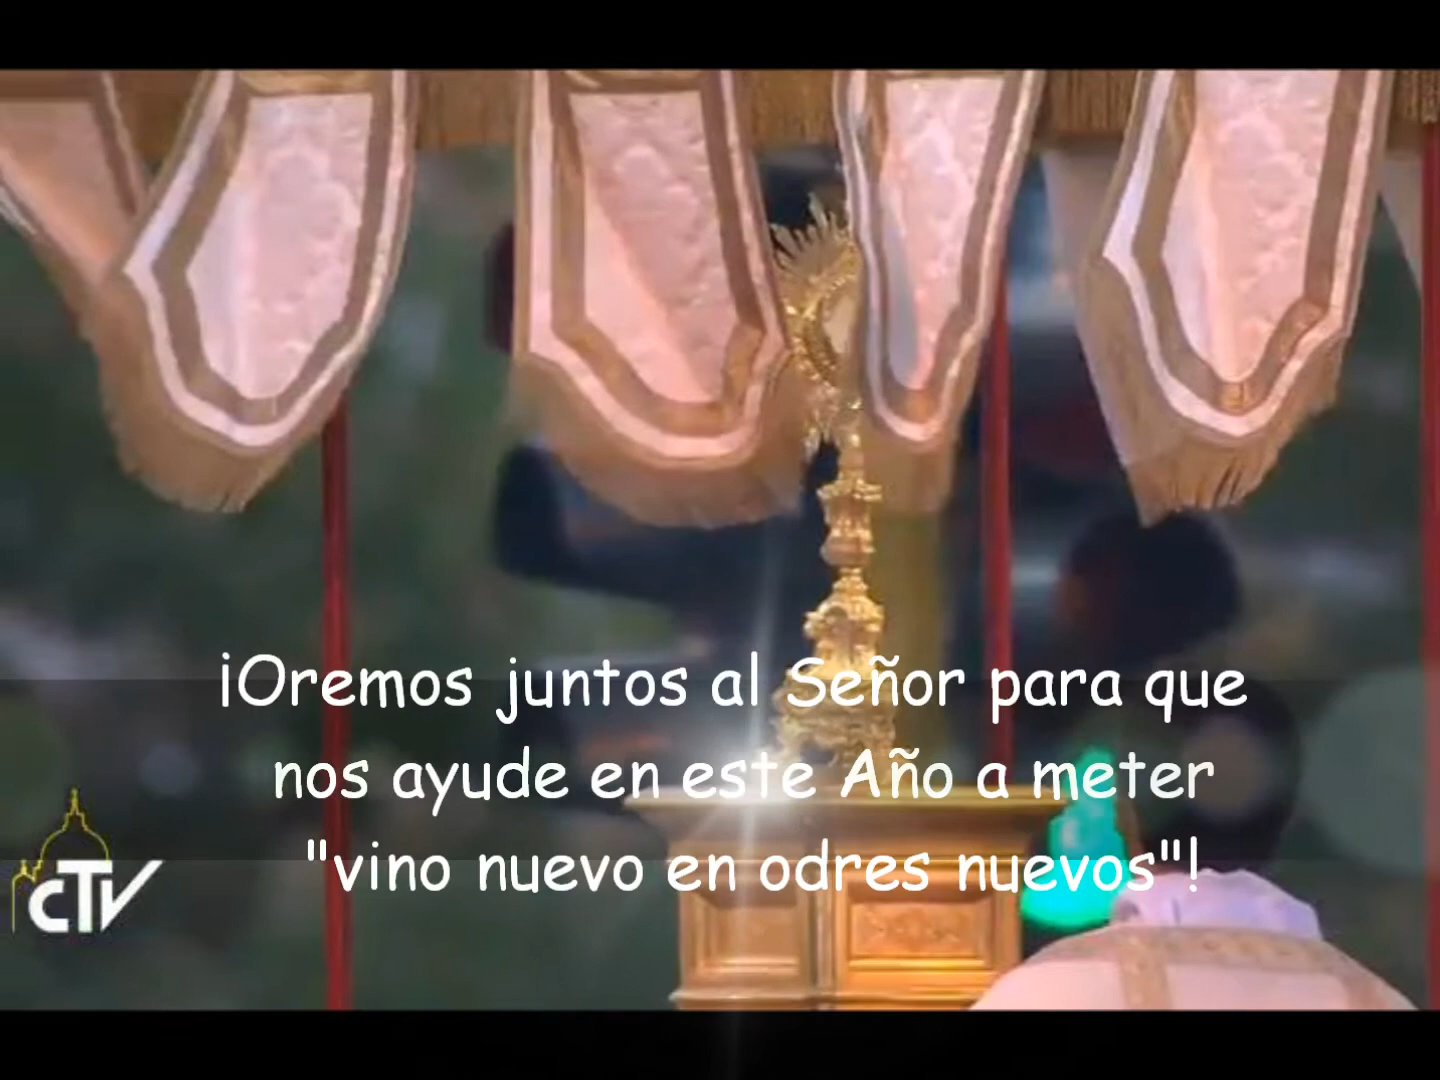 ¡Oremos juntos al Señor para que
nos ayude en este Año a meter
"vino nuevo en odres nuevos"!
CTV